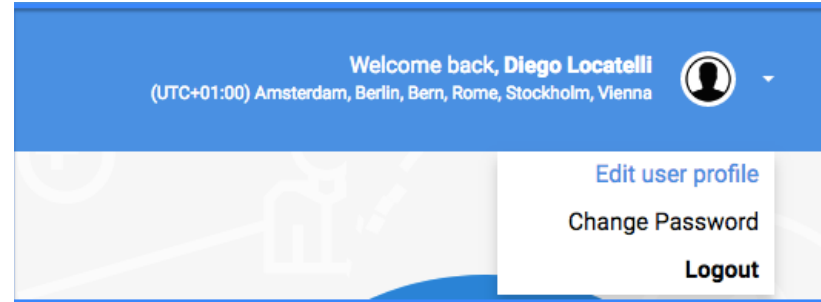 Welcome back, Diego Locatelli
(UTC+01:00) Amsterdam, Berlin, Bern, Rome, Stockholm, Vienna
Edit user profile
Change Password
Logout